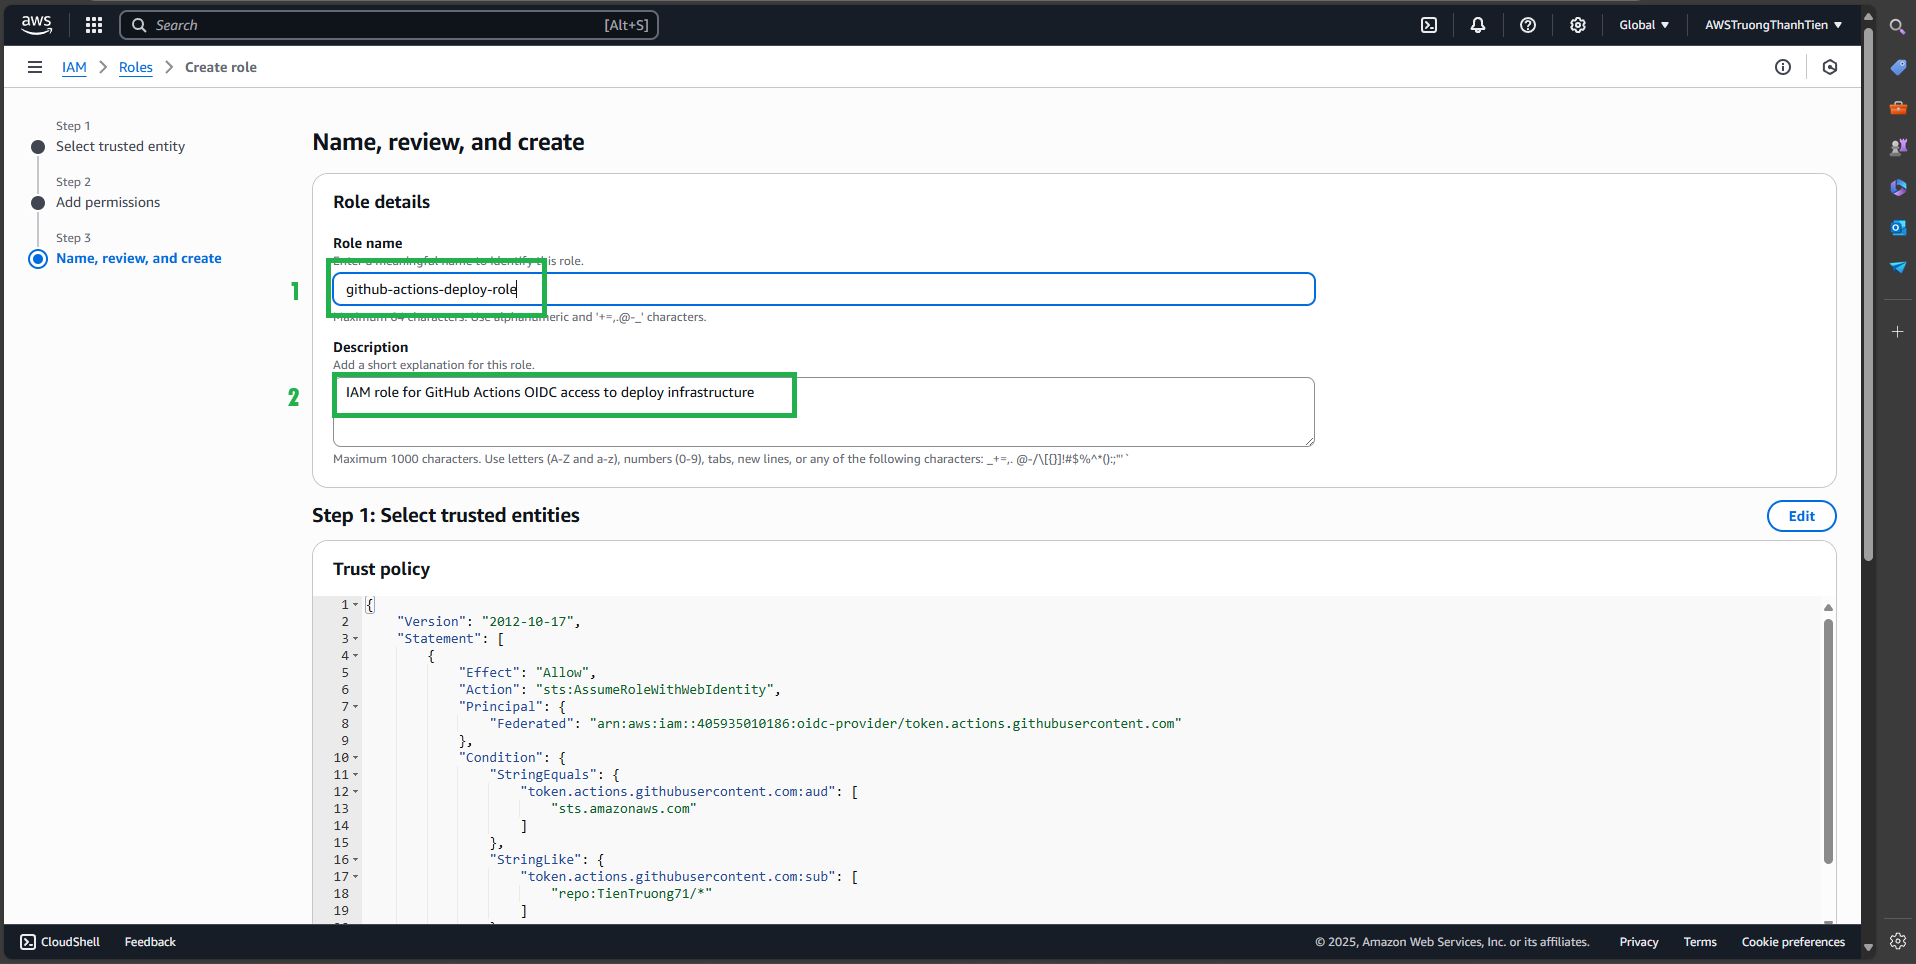 aws
Search
[Alt+S]
Global
AWSTruongThanhTien
IAM
Roles
Create role
Step 1
Select trusted entity
Step 2
Add permissions
Step 3
Name, review, and create
Name, review, and create
Role details
Role name
Enter a meaningful name to identify this role.
1
github-actions-deploy-role
Maximum 64 characters. Use alphanumeric and '+=,.@-_' characters.
Description
Add a short explanation for this role.
2
IAM role for GitHub Actions OIDC access to deploy infrastructure
Maximum 1000 characters. Use letters (A-Z and a-z), numbers (0-9), tabs, new lines, or any of the following characters: _+=,. @-/\[{}]!#$%^*():;"'`
Step 1: Select trusted entities
Edit
Trust policy
1 {
2 "Version": "2012-10-17",
3 "Statement": [
4 {
5 "Effect": "Allow",
6 "Action": "sts:AssumeRoleWithWebIdentity",
7 "Principal": {
8 "Federated": "arn:aws:iam::405935010186:oidc-provider/token.actions.githubusercontent.com"
9 },
10 "Condition": {
11 "StringEquals": {
12 "token.actions.githubusercontent.com:aud": [
13 "sts.amazonaws.com"
14 ]
15 },
16 "StringLike": {
17 "token.actions.githubusercontent.com:sub": [
18 "repo:TienTruong71/*"
19 ]
CloudShell
Feedback
© 2025, Amazon Web Services, Inc. or its affiliates.
Privacy
Terms
Cookie preferences